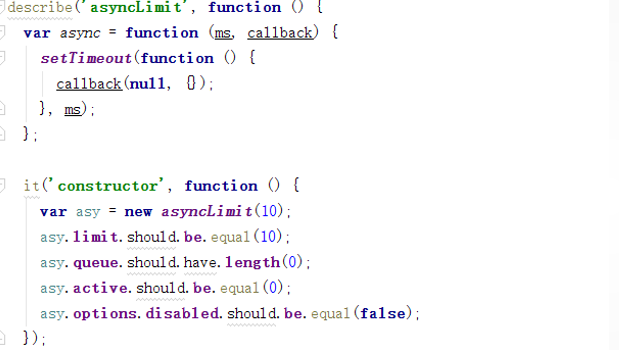 describe('asyncLimit', function () {
  var async = function (ms, callback) {
    setTimeout(function () {
      callback(null, {});
    }, ms);
  };

  it('constructor', function () {
    var asy = new asyncLimit(10);
    asy.limit.should.be.equal(10);
    asy.queue.should.have.length(0);
    asy.active.should.be.equal(0);
    asy.options.disabled.should.be.equal(false);
  });